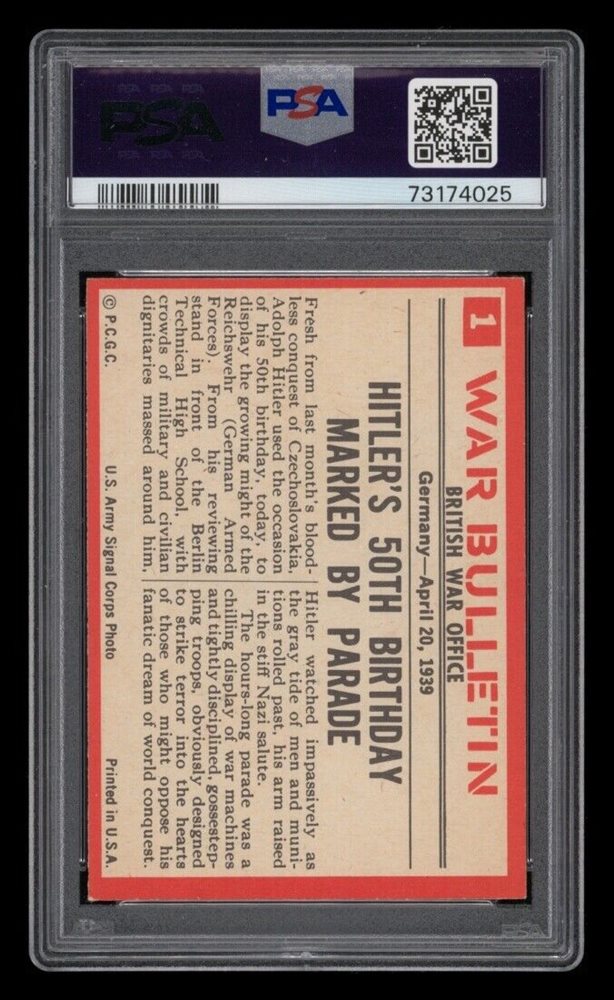 PSA
PSA
73174025
1
WAR BULLETIN
BRITISH WAR OFFICE
Germany—April 20, 1939
HITLER'S 50TH BIRTHDAY
MARKED BY PARADE
Fresh from last month's blood-
less conquest of Czechoslovakia,
Adolph Hitler used the occasion
of his 50th birthday, today, to
display the growing might of the
Reichswehr (German Armed
Forces). From his reviewing
stand in front of the Berlin
Technical High School, with
crowds of military and civilian
dignitaries massed around him,
Hitler watched impassively as
the gray tide of men and muni-
tions rolled past, his arm raised
in the stiff Nazi salute.
The hours-long parade was a
chilling display of war machines
and tightly disciplined, goosestep-
ping troops, obviously designed
to strike terror into the hearts
of those who might oppose his
fanatic dream of world conquest.
© P.C.G.C.
U.S. Army Signal Corps Photo
Printed in U.S.A.
PSA